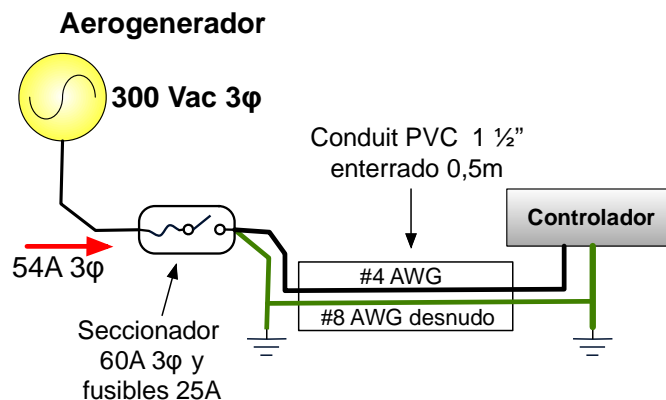 Aerogenerador
300 Vac 3φ
Conduit PVC 1 ½”
enterrado 0,5m
Controlador
54A 3φ
#4 AWG
#8 AWG desnudo
Seccionador
60A 3φ y
fusibles 25A